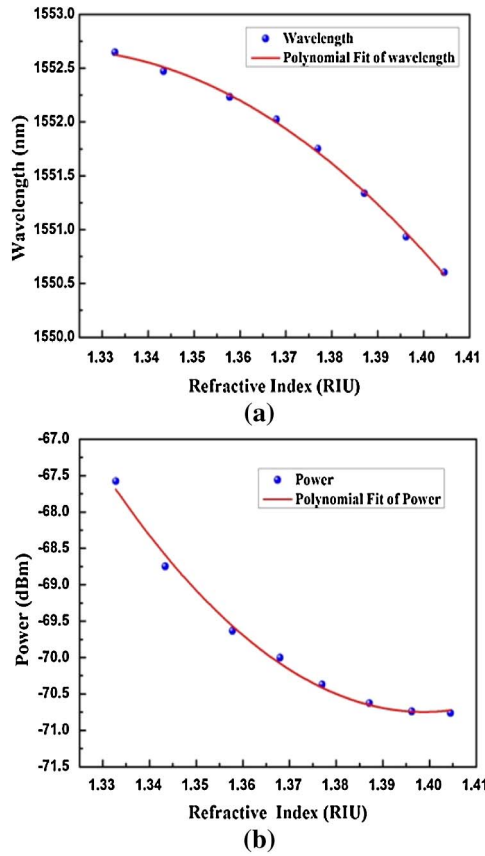 (a)
1553.0
1552.5
1552.0
1551.5
1551.0
1550.5
1550.0
Wavelength (nm)
Wavelength
Polynomial Fit of wavelength
1.33 1.34 1.35 1.36 1.37 1.38 1.39 1.40 1.41
Refractive Index (RIU)
(a)
-67.0
-67.5
-68.0
-68.5
-69.0
-69.5
-70.0
-70.5
-71.0
-71.5
Power (dBm)
Power
Polynomial Fit of Power
1.33 1.34 1.35 1.36 1.37 1.38 1.39 1.40 1.41
Refractive Index (RIU)
(b)